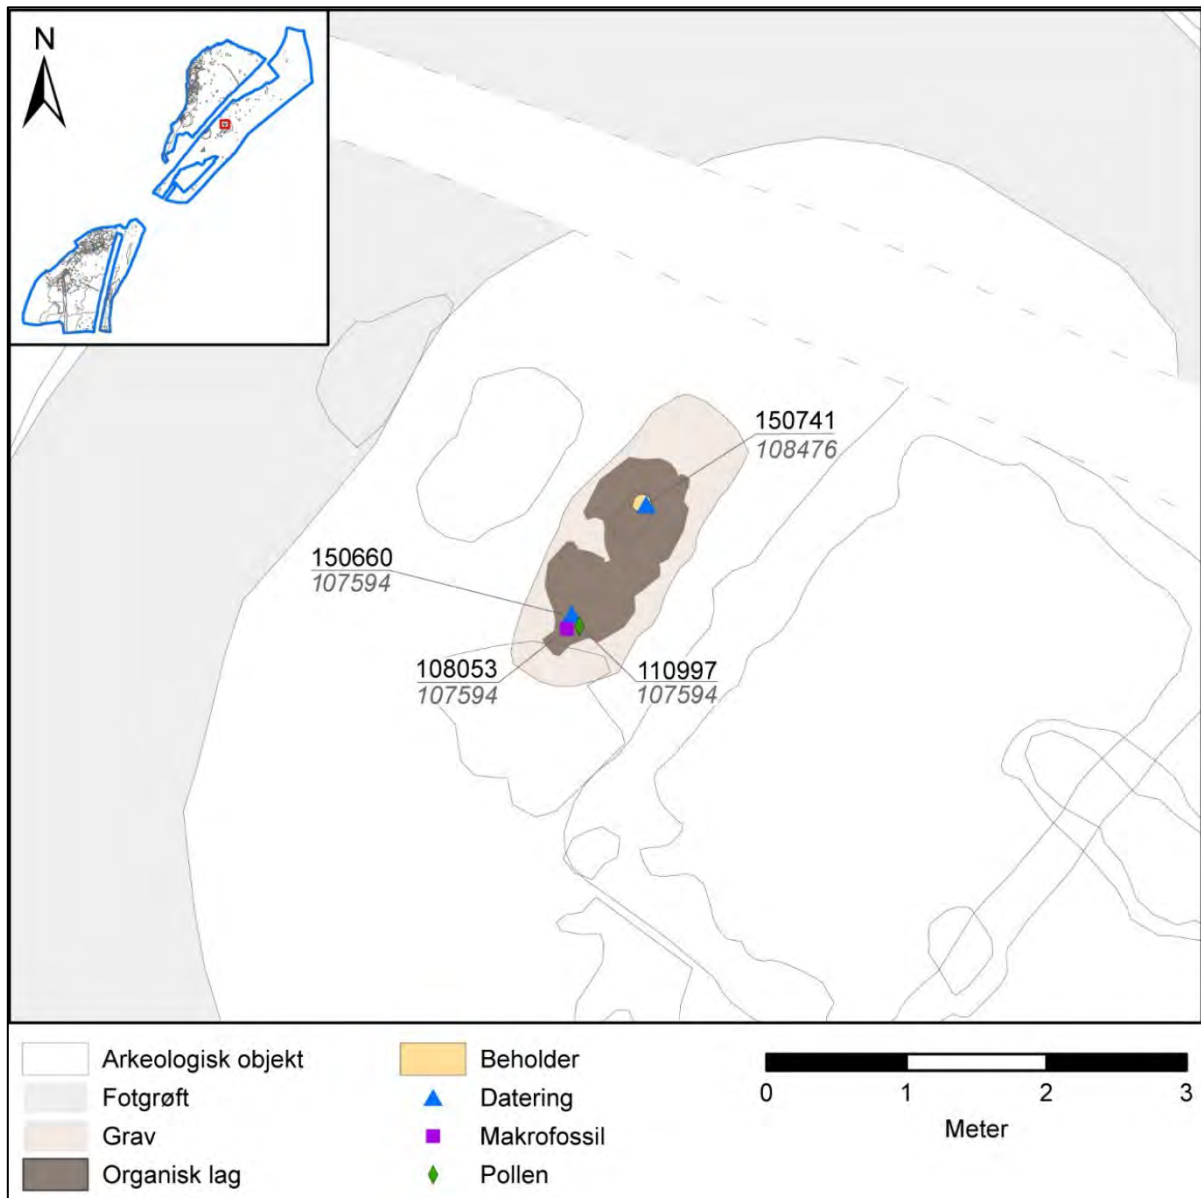 N
150741
108476
150660
107594
108053
107594
110997
107594
Arkeologisk objekt
Fotgrøft
Grav
Organisk lag
Beholder
Datering
Makrofossil
Pollen
0 1 2 3
Meter